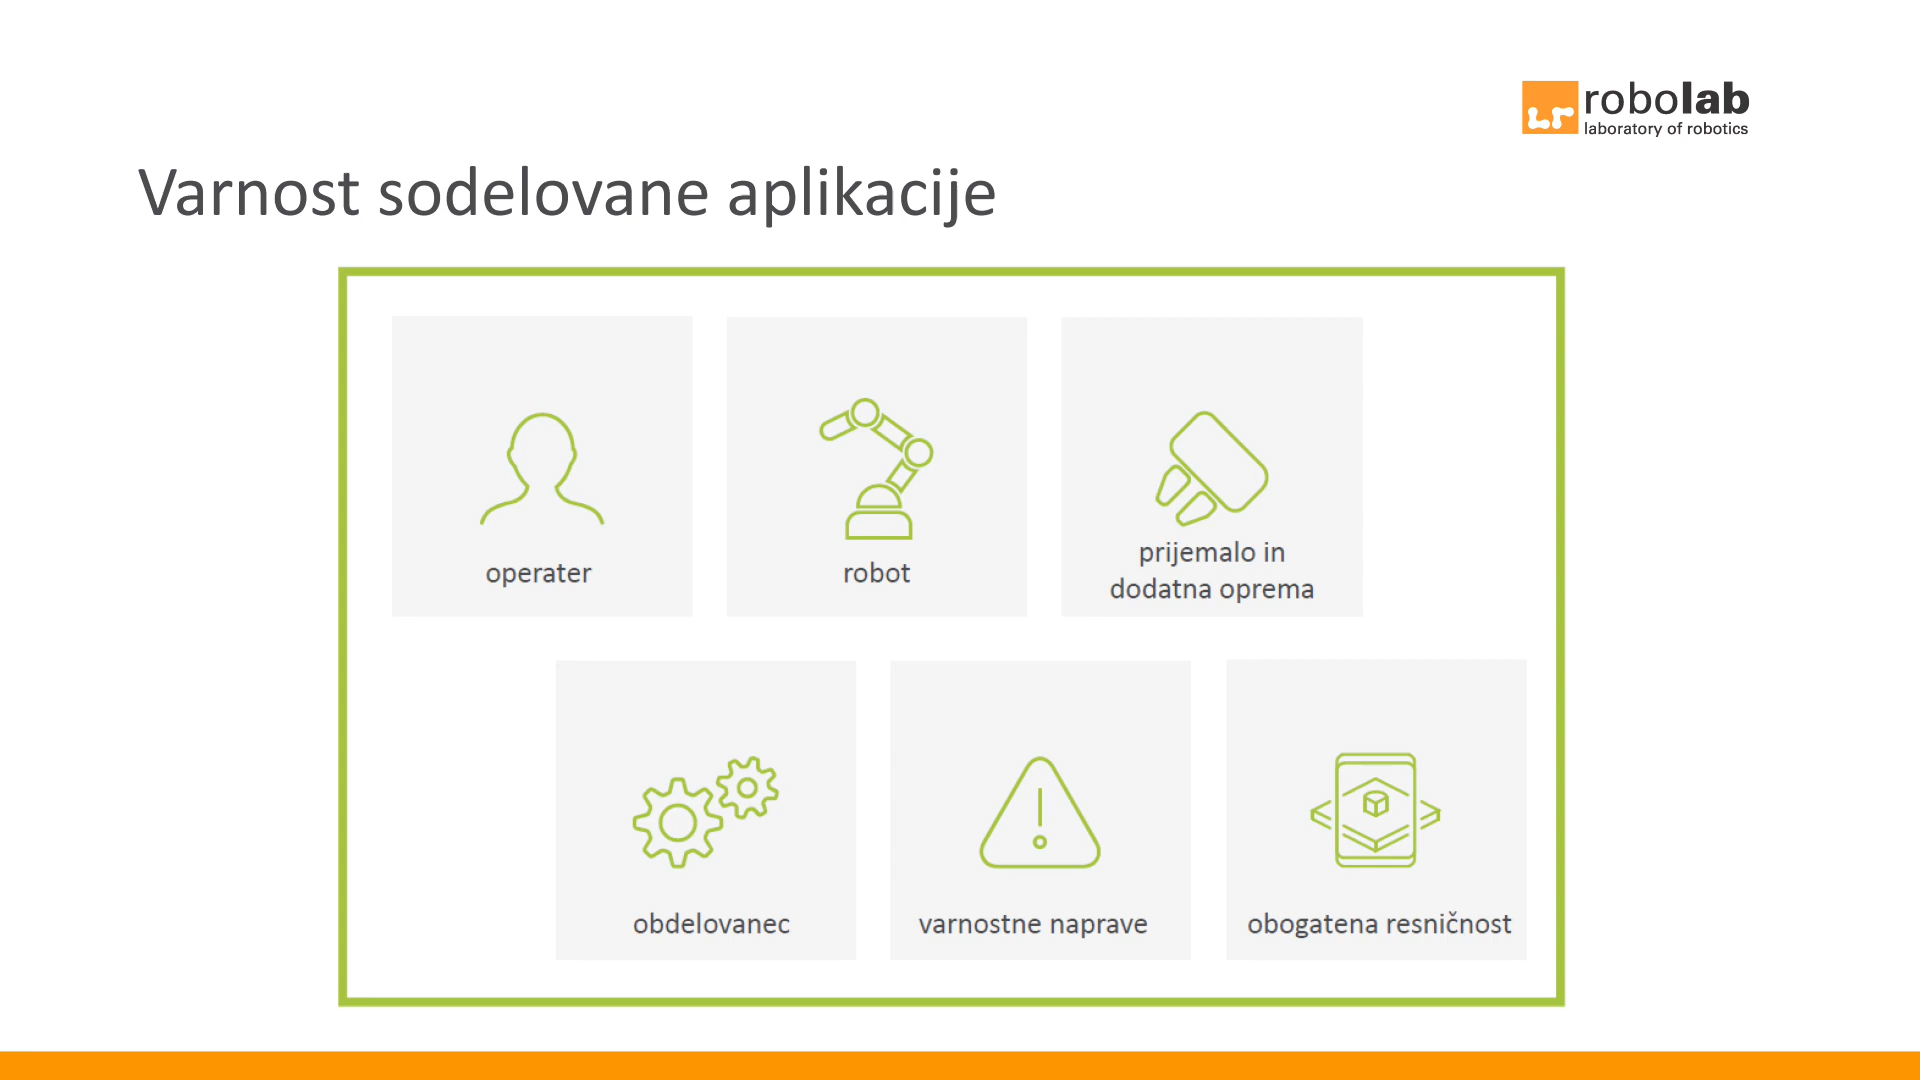 robolab
laboratory of robotics
Varnost sodelovane aplikacije
operater
robot
prijemalo in
dodatna oprema
obdelovanec
varnostne naprave
obogatena resničnost